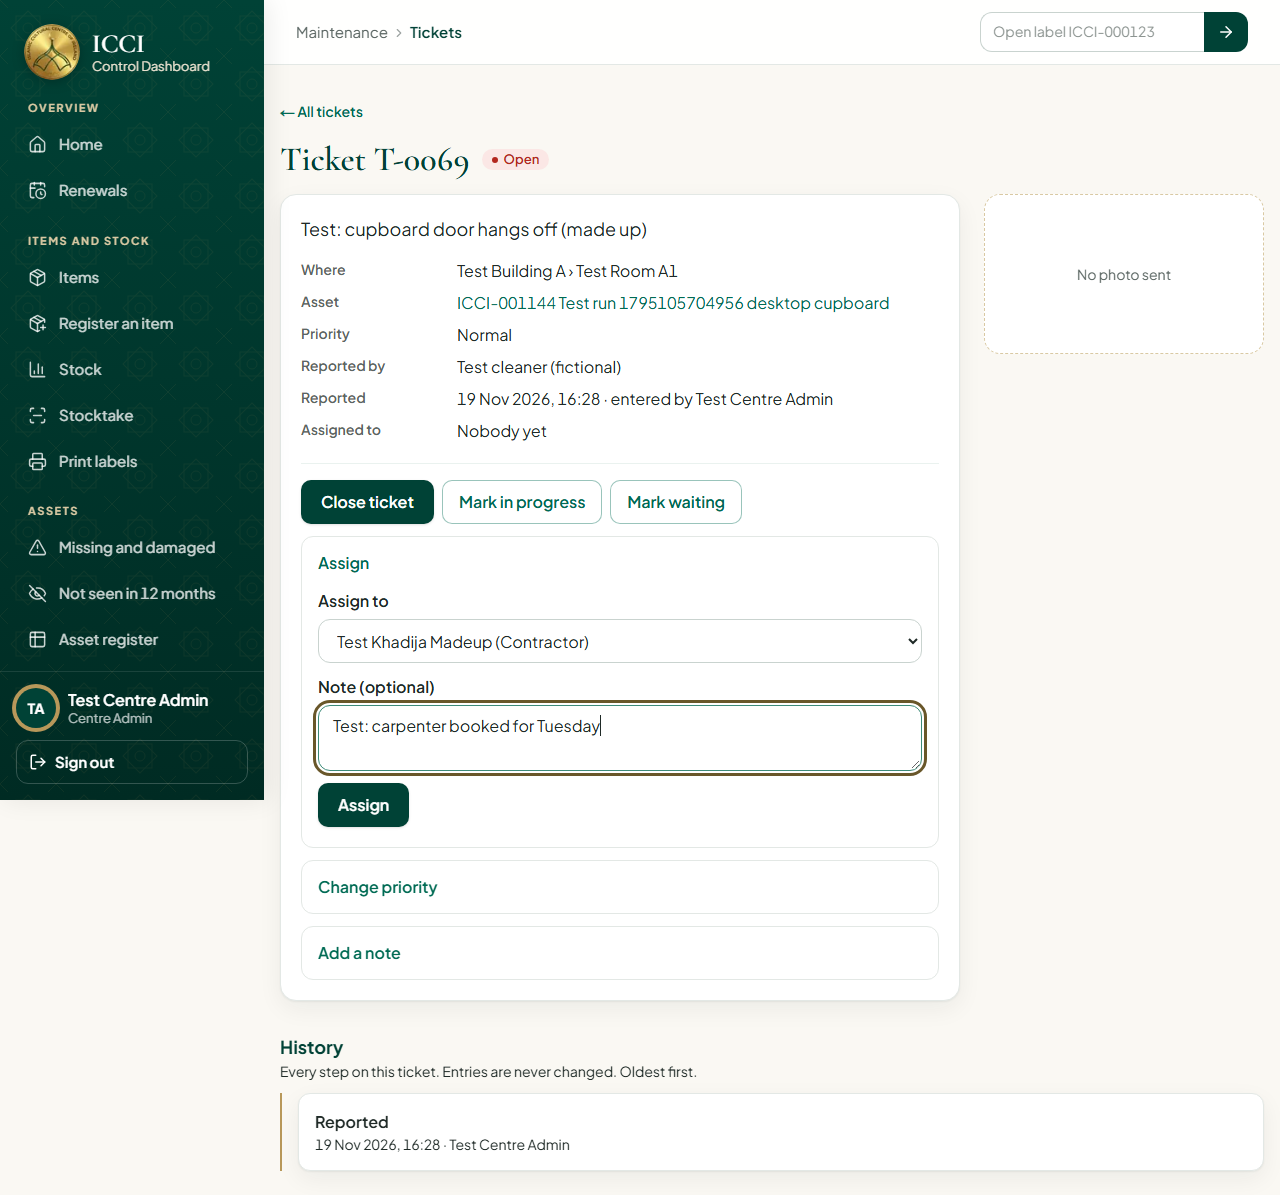 ICCI
Control Dashboard
OVERVIEW
Home
Renewals
ITEMS AND STOCK
Items
Register an item
Stock
Stocktake
Print labels
ASSETS
Missing and damaged
Not seen in 12 months
Asset register
TA
Test Centre Admin
Centre Admin
Sign out
Maintenance › Tickets
Open label ICCI-000123
← All tickets
Ticket T-0069
Open
Test: cupboard door hangs off (made up)
Where Test Building A › Test Room A1
Asset ICCI-001144 Test run 1795105704956 desktop cupboard
Priority Normal
Reported by Test cleaner (fictional)
Reported 19 Nov 2026, 16:28 · entered by Test Centre Admin
Assigned to Nobody yet
Close ticket Mark in progress Mark waiting
Assign
Assign to
Test Khadija Madeup (Contractor)
Note (optional)
Test: carpenter booked for Tuesday
Assign
Change priority
Add a note
No photo sent
History
Every step on this ticket. Entries are never changed. Oldest first.
Reported
19 Nov 2026, 16:28 · Test Centre Admin